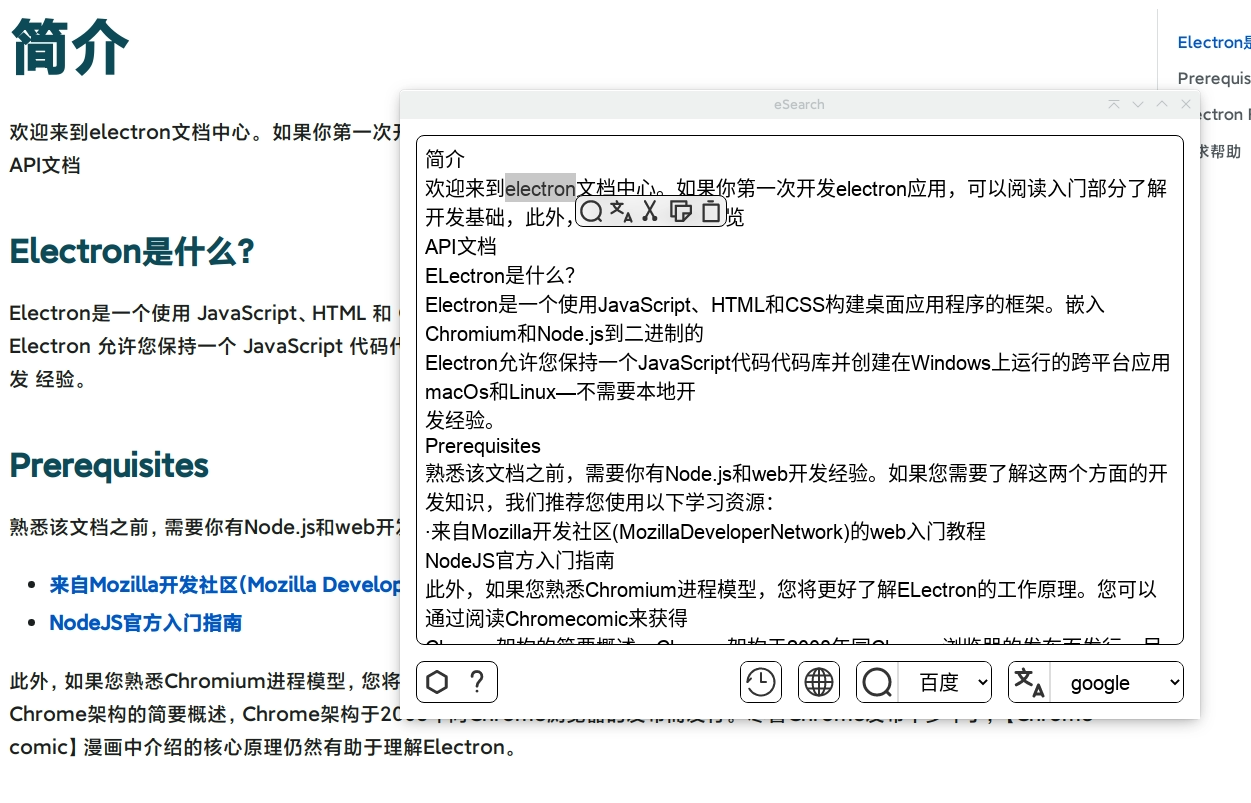 简介
欢迎来到electron文档中心。如果你第一次
API文档
Electron是什么?
Electron是一个使用 JavaScript、HTML 和
Electron 允许您保持一个 JavaScript 代码
发 经验。
Prerequisites
熟悉该文档之前, 需要你有Node.js和web开
来自Mozilla开发社区(Mozilla Develop
NodeJS官方入门指南
此外, 如果您熟悉Chromium进程模型, 您将
Chrome架构的简要概述, Chrome架构于20
comic】漫画中介绍的核心原理仍然有助于理解Electron。
Electron是
Prerequis
ectron
求帮助
eSearch
简介
欢迎来到electron文档中心。如果你第一次开发electron应用，可以阅读入门部分了解
开发基础，此外，
览
API文档
ELectron是什么?
Electron是一个使用JavaScript、HTML和CSS构建桌面应用程序的框架。嵌入
Chromium和Node.js到二进制的
Electron允许您保持一个JavaScript代码代码库并创建在Windows上运行的跨平台应用
macOs和Linux—不需要本地开
发经验。
Prerequisites
熟悉该文档之前，需要你有Node.js和web开发经验。如果您需要了解这两个方面的开
发知识，我们推荐您使用以下学习资源：
·来自Mozilla开发社区(MozillaDeveloperNetwork)的web入门教程
NodeJS官方入门指南
此外，如果您熟悉Chromium进程模型，您将更好了解ELectron的工作原理。您可以
通过阅读Chromecomic来获得
百度
google